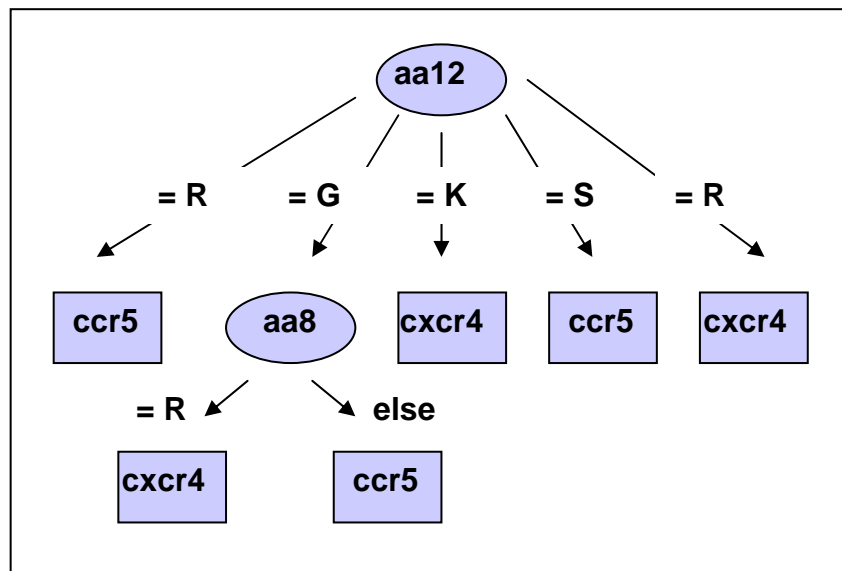 aa12
= R = G = K = S = R
ccr5 aa8 cxcr4 ccr5 cxcr4
= R else
cxcr4 ccr5